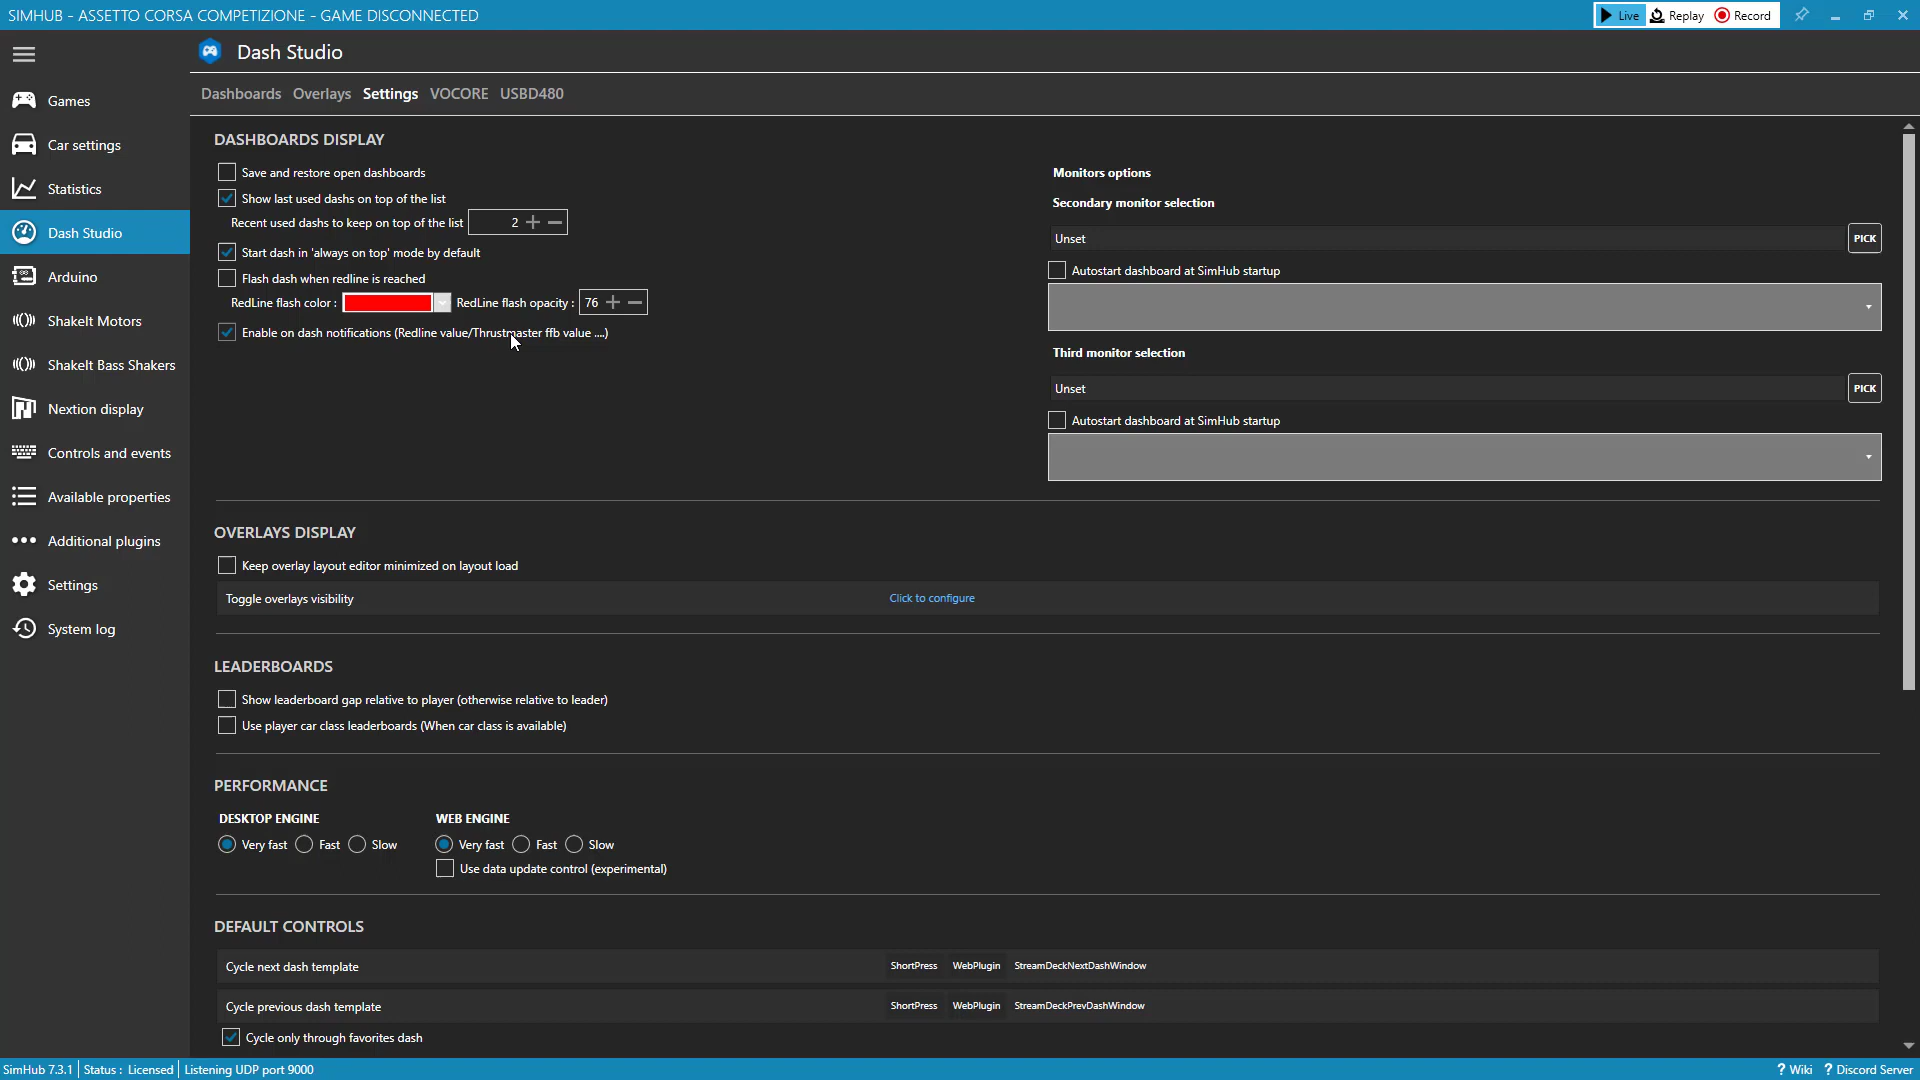 SIMHUB - ASSETTO CORSA COMPETIZIONE - GAME DISCONNECTED
Live Replay Record
Dash Studio
Games
Car settings
Statistics
Dash Studio
Arduino
ShakeIt Motors
ShakeIt Bass Shakers
Nextion display
Controls and events
Available properties
Additional plugins
Settings
System log
Dashboards Overlays Settings VOCORE USBD480
DASHBOARDS DISPLAY
Save and restore open dashboards
Show last used dashs on top of the list
Recent used dashs to keep on top of the list 2
Start dash in 'always on top' mode by default
Flash dash when redline is reached
RedLine flash color : RedLine flash opacity : 76
Enable on dash notifications (Redline value/Thrustmaster ffb value ....)
Monitors options
Secondary monitor selection
Unset PICK
Autostart dashboard at SimHub startup
Third monitor selection
Unset PICK
Autostart dashboard at SimHub startup
OVERLAYS DISPLAY
Keep overlay layout editor minimized on layout load
Toggle overlays visibility Click to configure
LEADERBOARDS
Show leaderboard gap relative to player (otherwise relative to leader)
Use player car class leaderboards (When car class is available)
PERFORMANCE
DESKTOP ENGINE WEB ENGINE
Very fast Fast Slow Very fast Fast Slow
Use data update control (experimental)
DEFAULT CONTROLS
Cycle next dash template ShortPress WebPlugin StreamDeckNextDashWindow
Cycle previous dash template ShortPress WebPlugin StreamDeckPrevDashWindow
Cycle only through favorites dash
SimHub 7.3.1 Status : Licensed Listening UDP port 9000 ? Wiki ? Discord Server